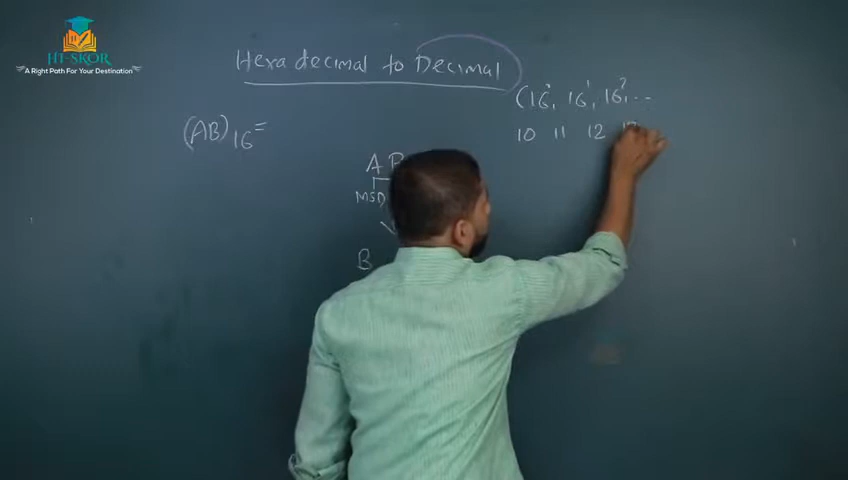 HI-SKOR
"A Right Path For Your Destination"
Hexa decimal to Decimal
(16⁰, 16¹, 16², ...
10 11 12
(AB)₁₆ =
A B
MSD
B